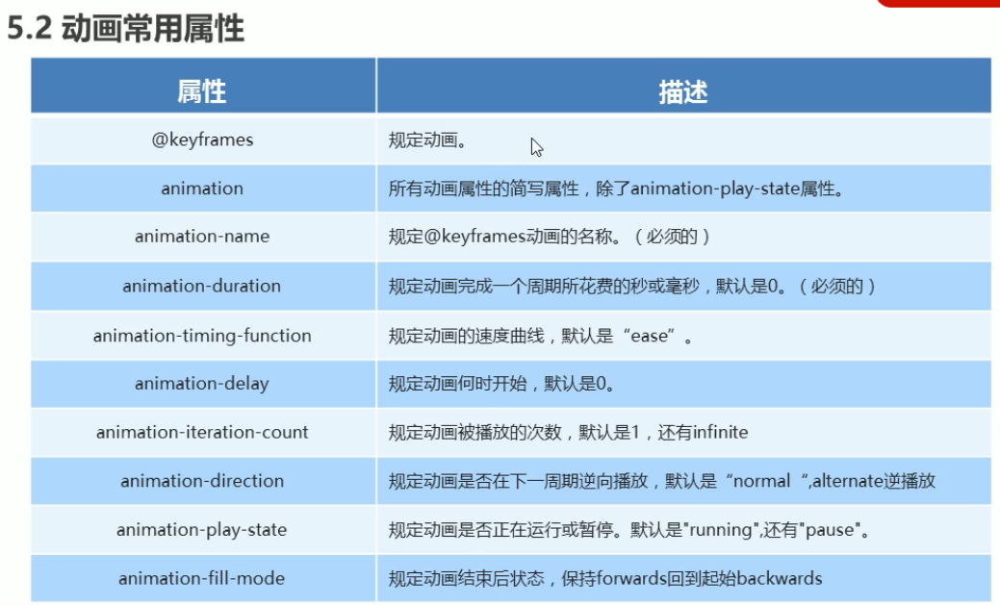 5.2 动画常用属性
属性 描述
@keyframes 规定动画。
animation 所有动画属性的简写属性，除了animation-play-state属性。
animation-name 规定@keyframes动画的名称。（必须的）
animation-duration 规定动画完成一个周期所花费的秒或毫秒，默认是0。（必须的）
animation-timing-function 规定动画的速度曲线，默认是“ease”。
animation-delay 规定动画何时开始，默认是0。
animation-iteration-count 规定动画被播放的次数，默认是1，还有infinite
animation-direction 规定动画是否在下一周期逆向播放，默认是“normal “,alternate逆播放
animation-play-state 规定动画是否正在运行或暂停。默认是"running",还有"pause"。
animation-fill-mode 规定动画结束后状态，保持forwards回到起始backwards